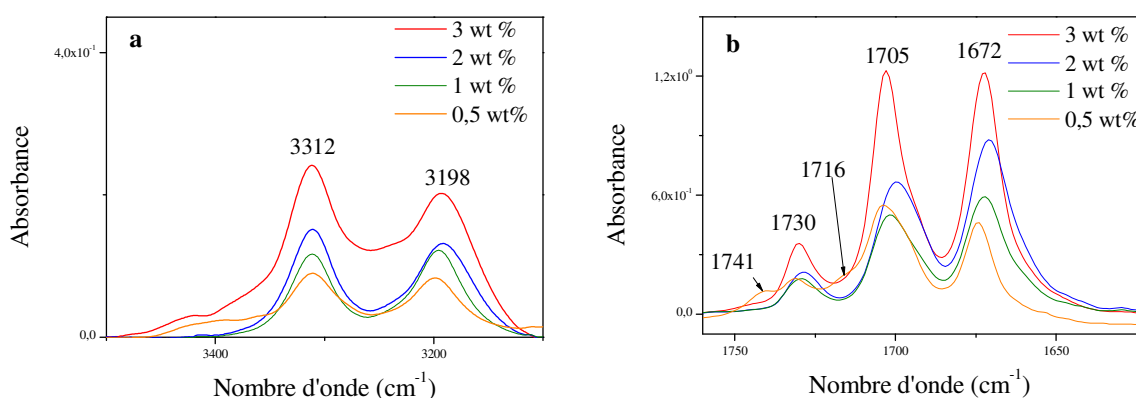 a
4,0x10⁻¹
0,0
3 wt %
2 wt %
1 wt %
0,5 wt%
3312
3198
3400
3200
Absorbance
Nombre d'onde (cm⁻¹)
b
1,2x10⁰
6,0x10⁻¹
0,0
3 wt %
2 wt %
1 wt %
0,5 wt%
1705
1672
1716
1730
1741
1750
1700
1650
Absorbance
Nombre d'onde (cm⁻¹)